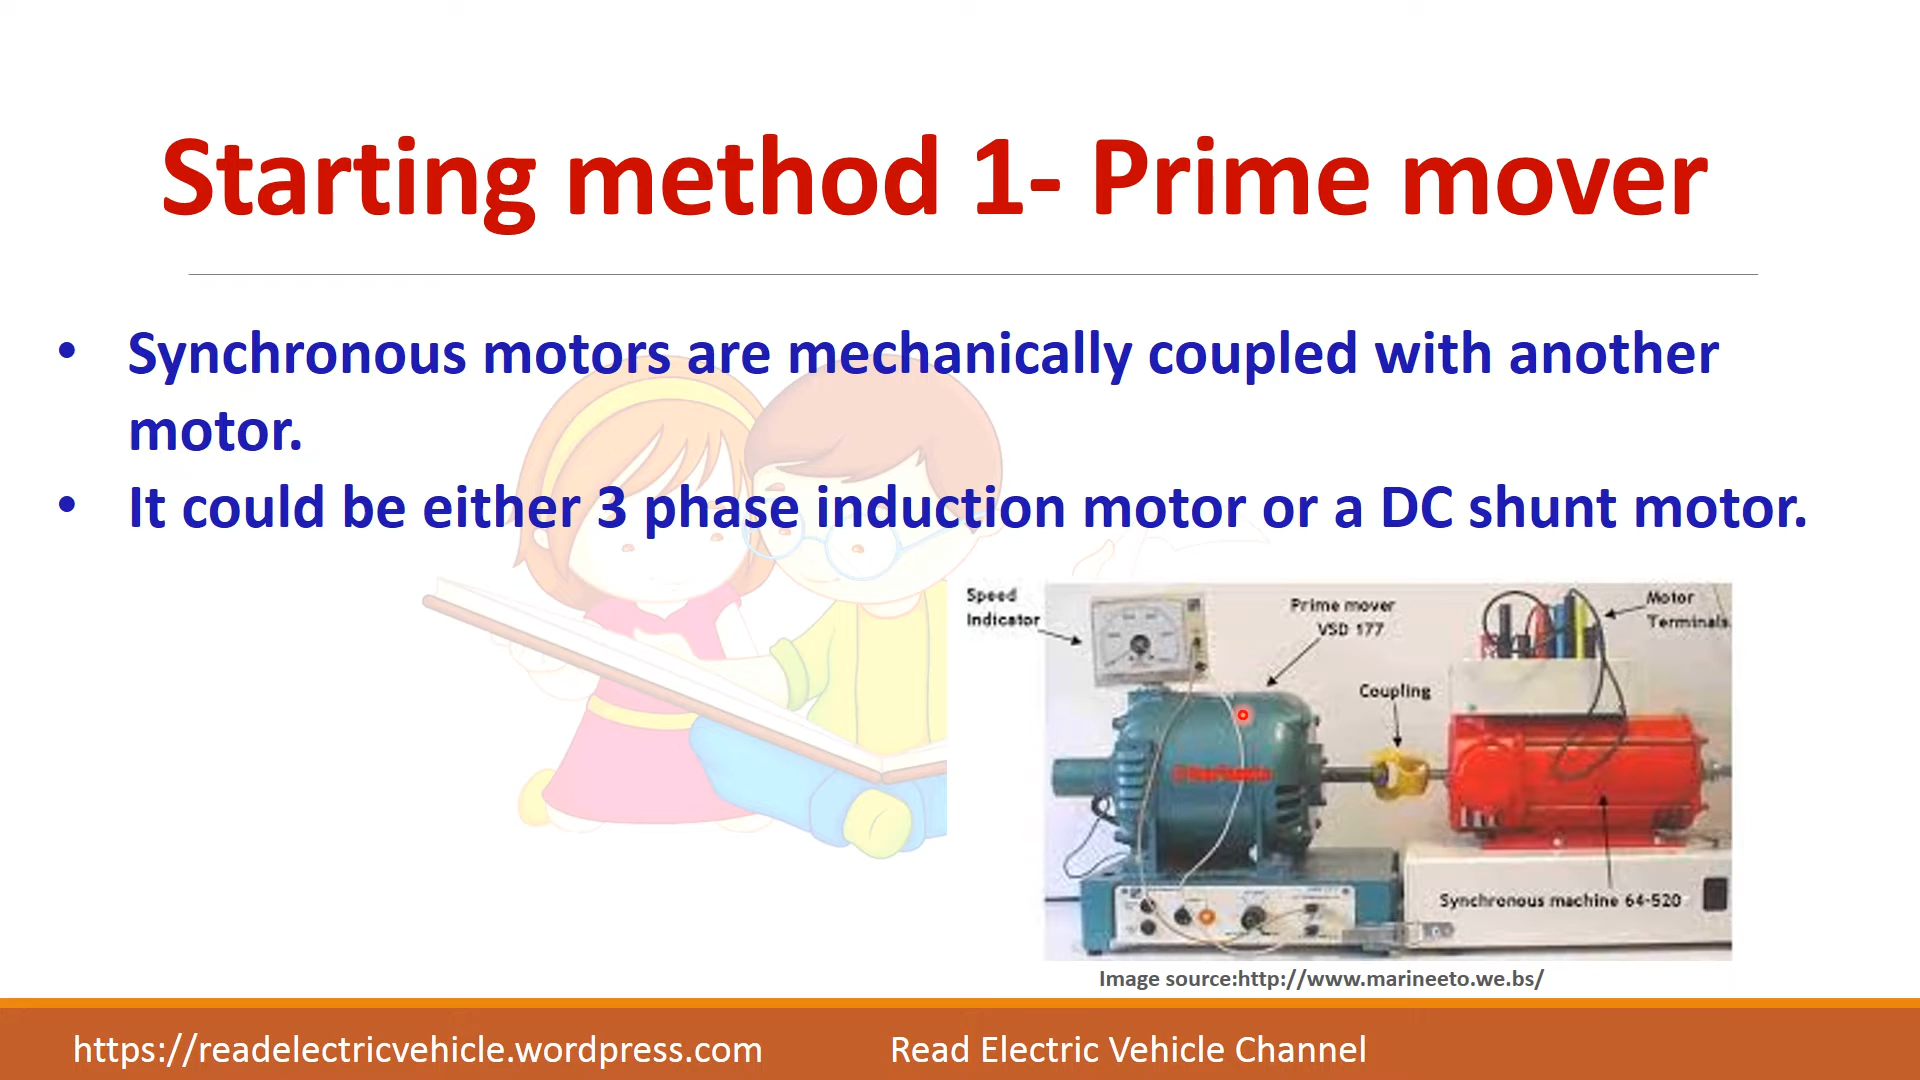 Starting method 1- Prime mover
• Synchronous motors are mechanically coupled with another
motor.
• It could be either 3 phase induction motor or a DC shunt motor.
Speed
Indicator
Prime mover
VSD 177
Motor
Terminals
Coupling
Synchronous machine 64-520
Image source:http://www.marineeto.we.bs/
https://readelectricvehicle.wordpress.com
Read Electric Vehicle Channel